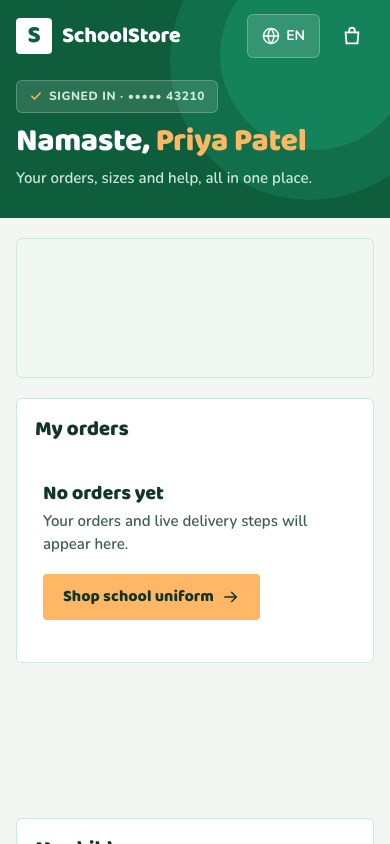 S SchoolStore
EN
SIGNED IN · ••••• 43210
Namaste, Priya Patel
Your orders, sizes and help, all in one place.
My orders
No orders yet
Your orders and live delivery steps will
appear here.
Shop school uniform →